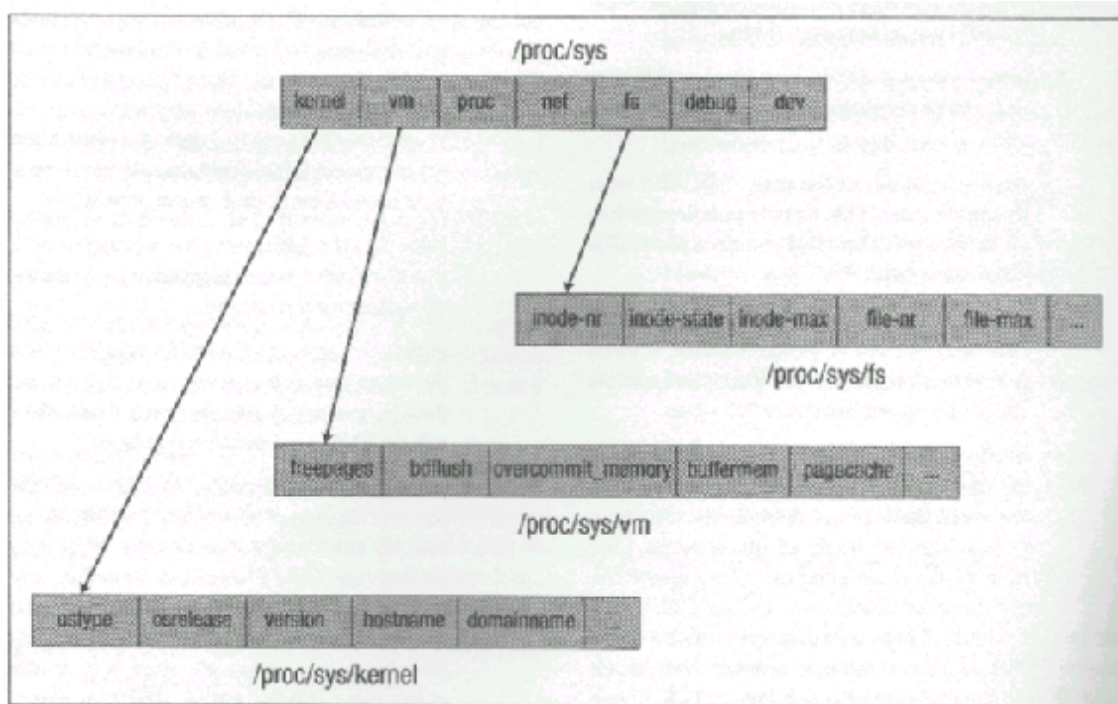 /proc/sys
kernel vm proc net fs debug dev
inode-nr inode-state inode-max file-nr file-max ...
/proc/sys/fs
freepages bdflush overcommit_memory buffermem pagecache ...
/proc/sys/vm
ostype osrelease version hostname domainname ...
/proc/sys/kernel